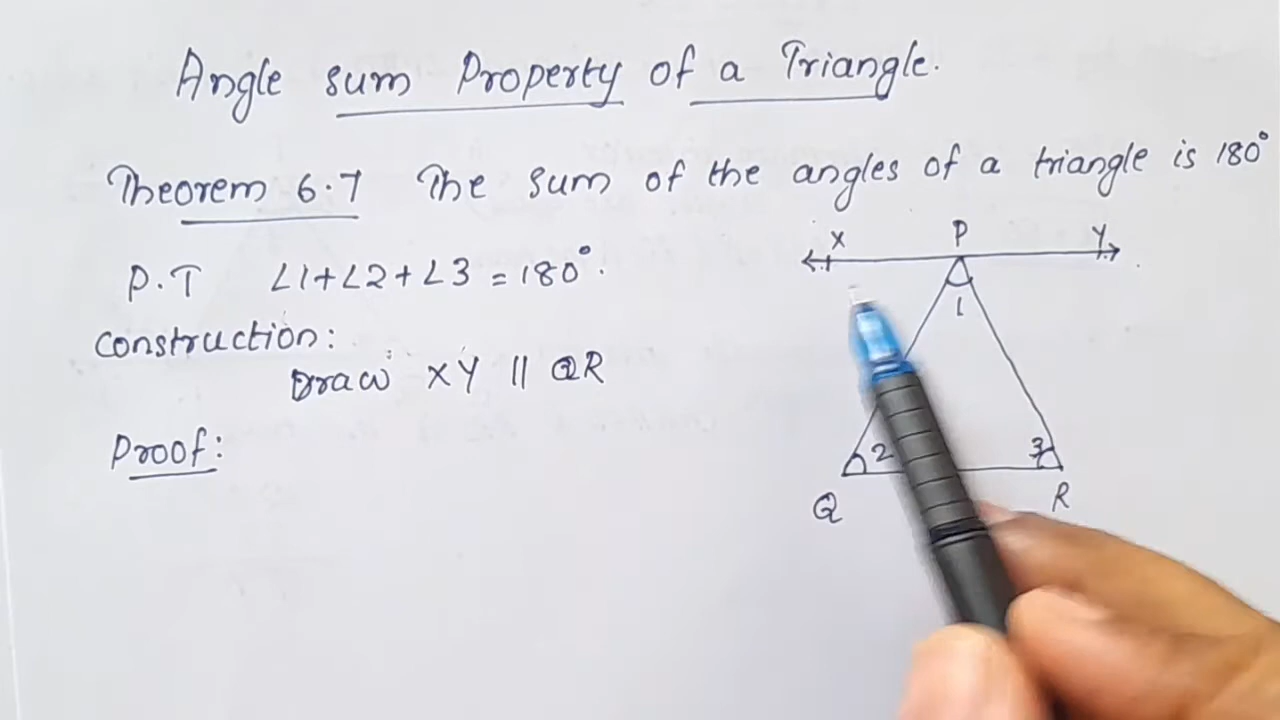 Angle sum Property of a Triangle.
Theorem 6.7 The sum of the angles of a triangle is 180°
P.T ∠1+∠2+∠3 = 180°.
Construction:
Draw XY || QR
Proof:
X P Y
1
2 3
Q R